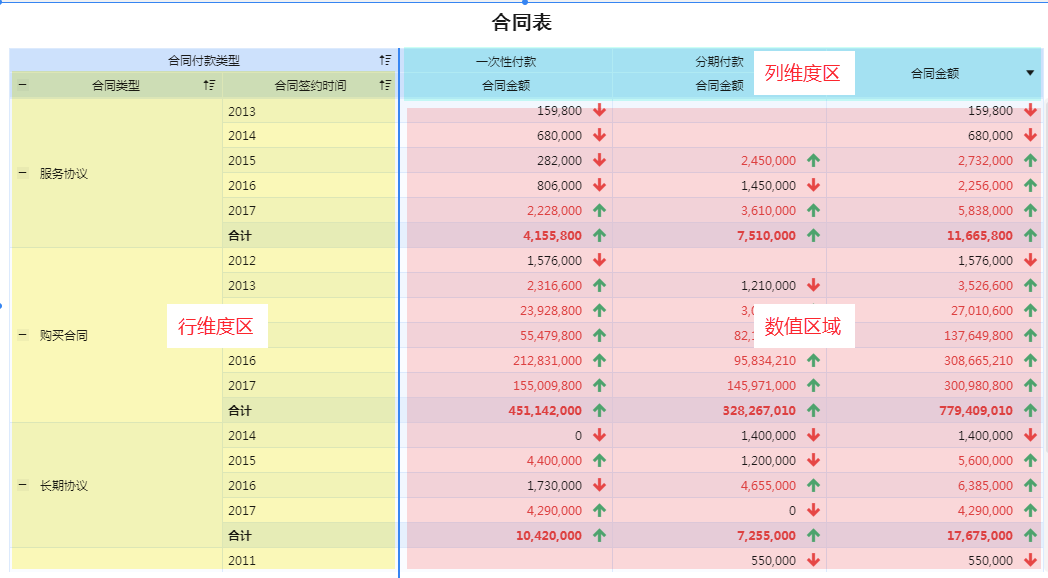 合同表
合同付款类型 一次性付款 分期付款 合同金额
合同类型 合同签约时间 合同金额 合同金额
列维度区
服务协议
2013 159,800 159,800
2014 680,000 680,000
2015 282,000 2,450,000 2,732,000
2016 806,000 1,450,000 2,256,000
2017 2,228,000 3,610,000 5,838,000
合计 4,155,800 7,510,000 11,665,800
购买合同
2012 1,576,000 1,576,000
2013 2,316,600 1,210,000 3,526,600
23,928,800 27,010,600
行维度区 数值区域
55,479,800 137,649,800
2016 212,831,000 95,834,210 308,665,210
2017 155,009,800 145,971,000 300,980,800
合计 451,142,000 328,267,010 779,409,010
长期协议
2014 0 1,400,000 1,400,000
2015 4,400,000 1,200,000 5,600,000
2016 1,730,000 4,655,000 6,385,000
2017 4,290,000 0 4,290,000
合计 10,420,000 7,255,000 17,675,000
2011 550,000 550,000